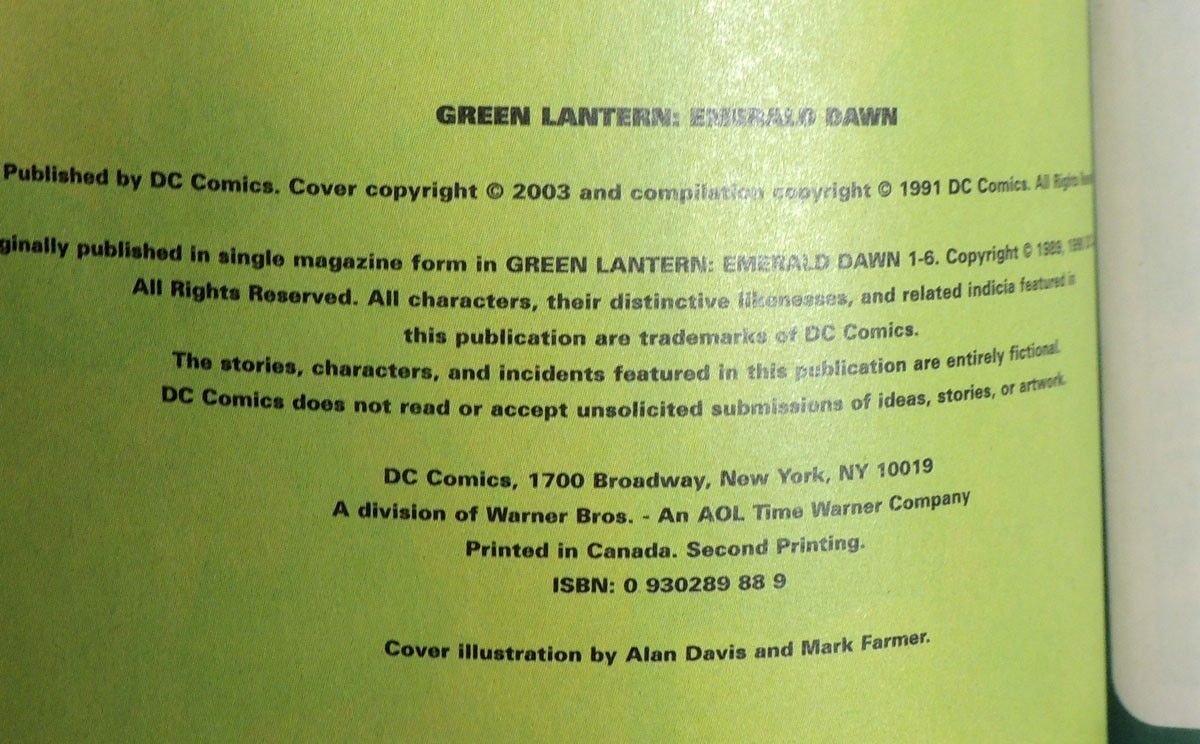 GREEN LANTERN: EMERALD DAWN
Published by DC Comics. Cover copyright © 2003 and compilation copyright © 1991 DC Comics. All Rights
ginally published in single magazine form in GREEN LANTERN: EMERALD DAWN 1-6. Copyright © 1989,
All Rights Reserved. All characters, their distinctive likenesses, and related indicia featured in
this publication are trademarks of DC Comics.
The stories, characters, and incidents featured in this publication are entirely fictional.
DC Comics does not read or accept unsolicited submissions of ideas, stories, or artwork.
DC Comics, 1700 Broadway, New York, NY 10019
A division of Warner Bros. - An AOL Time Warner Company
Printed in Canada. Second Printing.
ISBN: 0 930289 88 9
Cover illustration by Alan Davis and Mark Farmer.